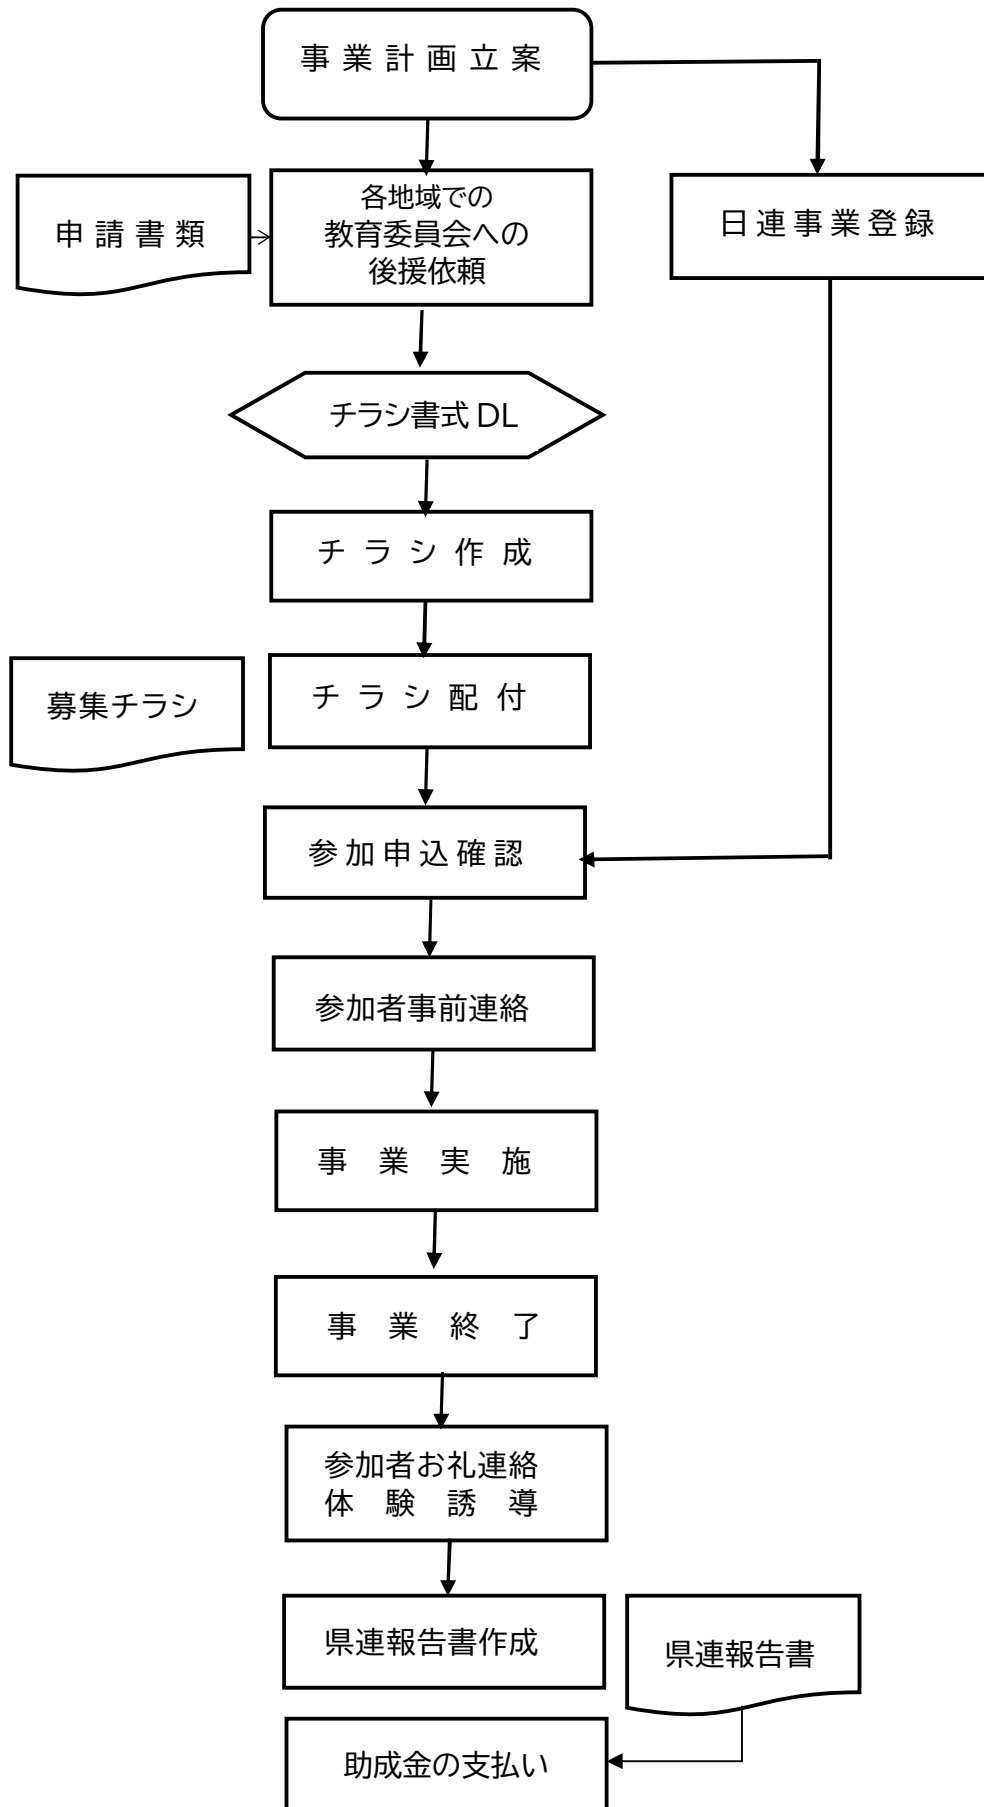 事業計画立案
各地域での
教育委員会への
後援依頼
申請書類
日連事業登録
チラシ書式 DL
チラシ作成
チラシ配付
募集チラシ
参加申込確認
参加者事前連絡
事業実施
事業終了
参加者お礼連絡
体験誘導
県連報告書作成
県連報告書
助成金の支払い